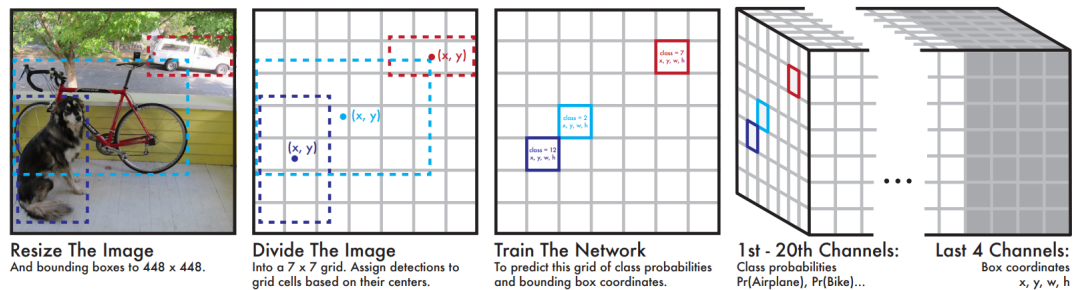 (x, y)
(x, y)
(x, y)
class = 7
x, y, w, h
class = 2
x, y, w, h
class = 12
x, y, w, h
Resize The Image
And bounding boxes to 448 x 448.
Divide The Image
Into a 7 x 7 grid. Assign detections to
grid cells based on their centers.
Train The Network
To predict this grid of class probabilities
and bounding box coordinates.
1st - 20th Channels:
Class probabilities
Pr(Airplane), Pr(Bike)...
Last 4 Channels:
Box coordinates
x, y, w, h